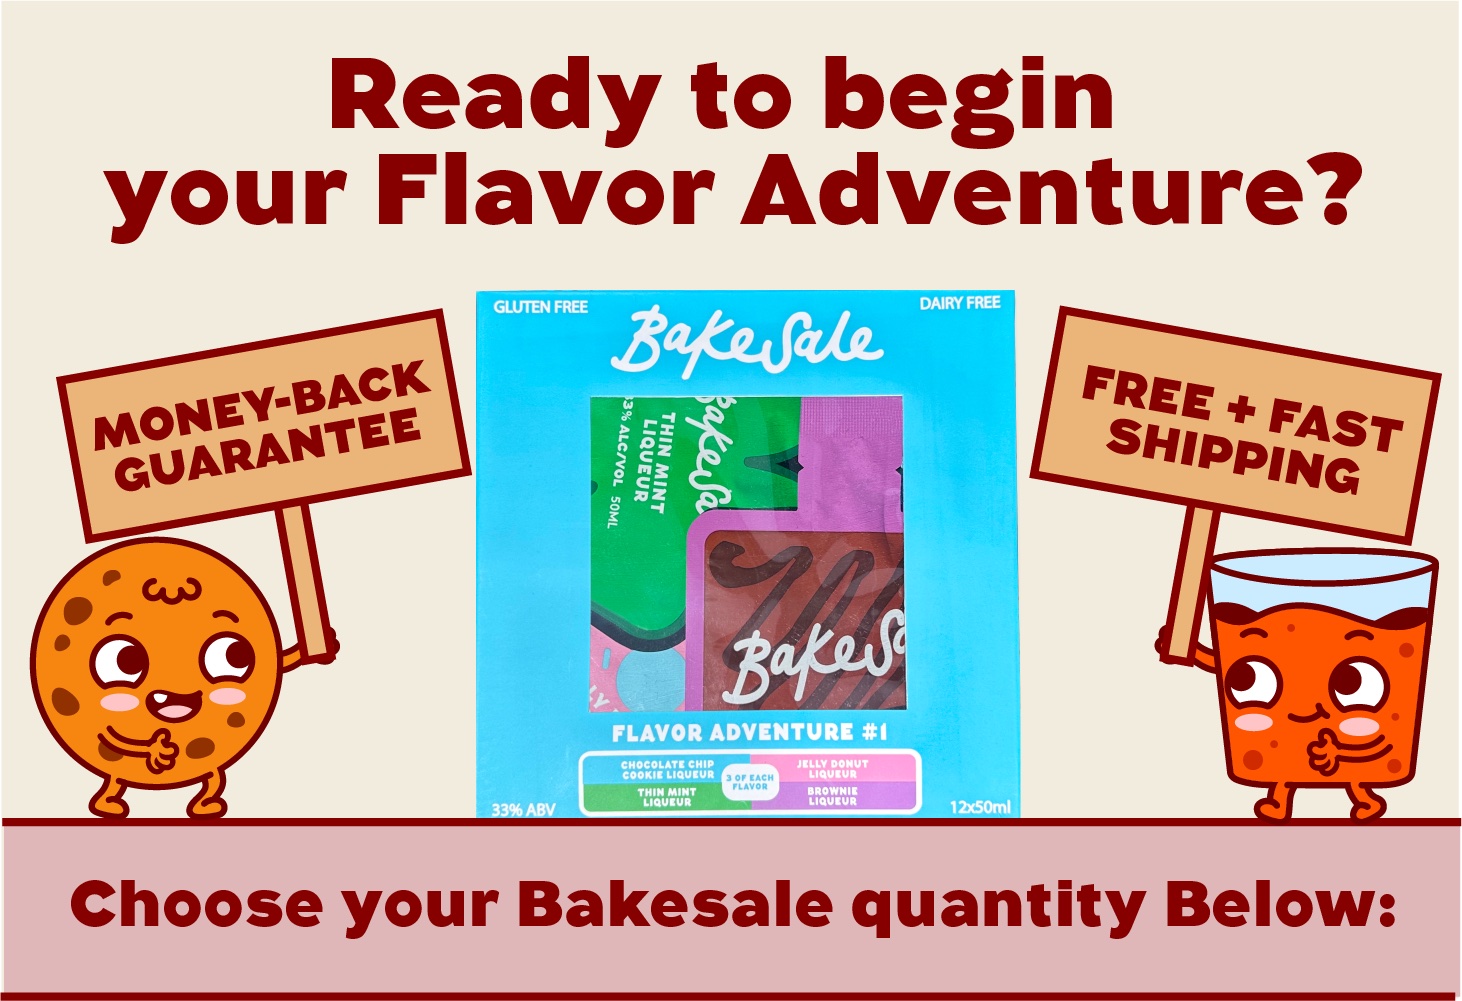 Ready to begin
your Flavor Adventure?
MONEY-BACK
GUARANTEE
FREE + FAST
SHIPPING
GLUTEN FREE
DAIRY FREE
BakeSale
THIN MINT
LIQUEUR
33% ALC/VOL 50ML
BakeSa
BakeS
FLAVOR ADVENTURE #1
CHOCOLATE CHIP
COOKIE LIQUEUR
JELLY DONUT
LIQUEUR
3 OF EACH
FLAVOR
THIN MINT
LIQUEUR
BROWNIE
LIQUEUR
33% ABV
12x50ml
Choose your Bakesale quantity Below: